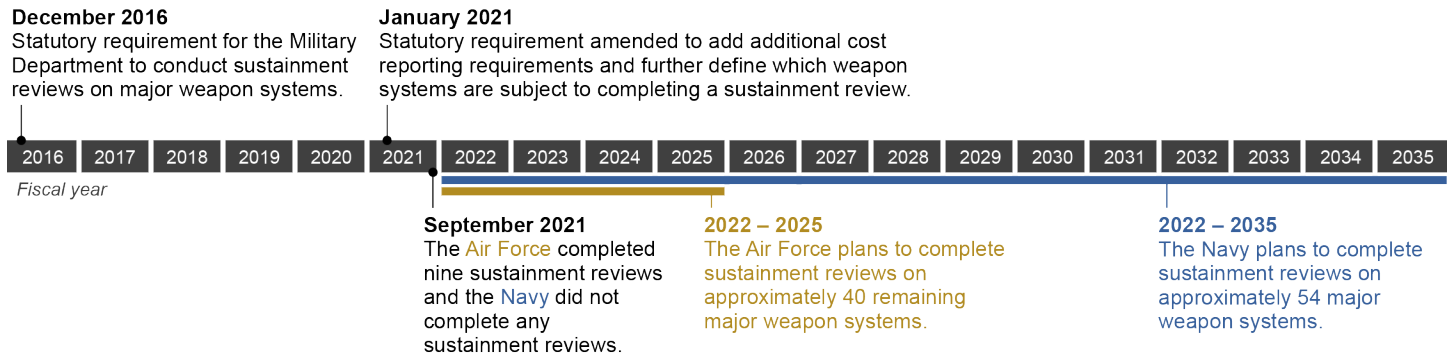 December 2016
Statutory requirement for the Military
Department to conduct sustainment
reviews on major weapon systems.
January 2021
Statutory requirement amended to add additional cost
reporting requirements and further define which weapon
systems are subject to completing a sustainment review.
2016 2017 2018 2019 2020 2021 2022 2023 2024 2025 2026 2027 2028 2029 2030 2031 2032 2033 2034 2035
Fiscal year
September 2021
The Air Force completed
nine sustainment reviews
and the Navy did not
complete any
sustainment reviews.
2022 – 2025
The Air Force plans to complete
sustainment reviews on
approximately 40 remaining
major weapon systems.
2022 – 2035
The Navy plans to complete
sustainment reviews on
approximately 54 major
weapon systems.